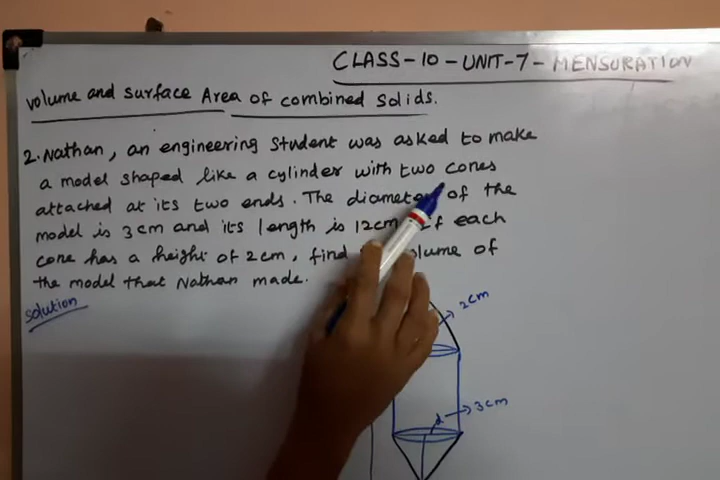 CLASS-10-UNIT-7-MENSURATION
volume and surface Area of combined solids.
2. Nathan, an engineering student was asked to make
a model shaped like a cylinder with two cones
attached at its two ends. The diameter of the
model is 3cm and its length is 12cm. If each
cone has a height of 2cm, find volume of
the model that Nathan made.
solution
2cm
d
3cm